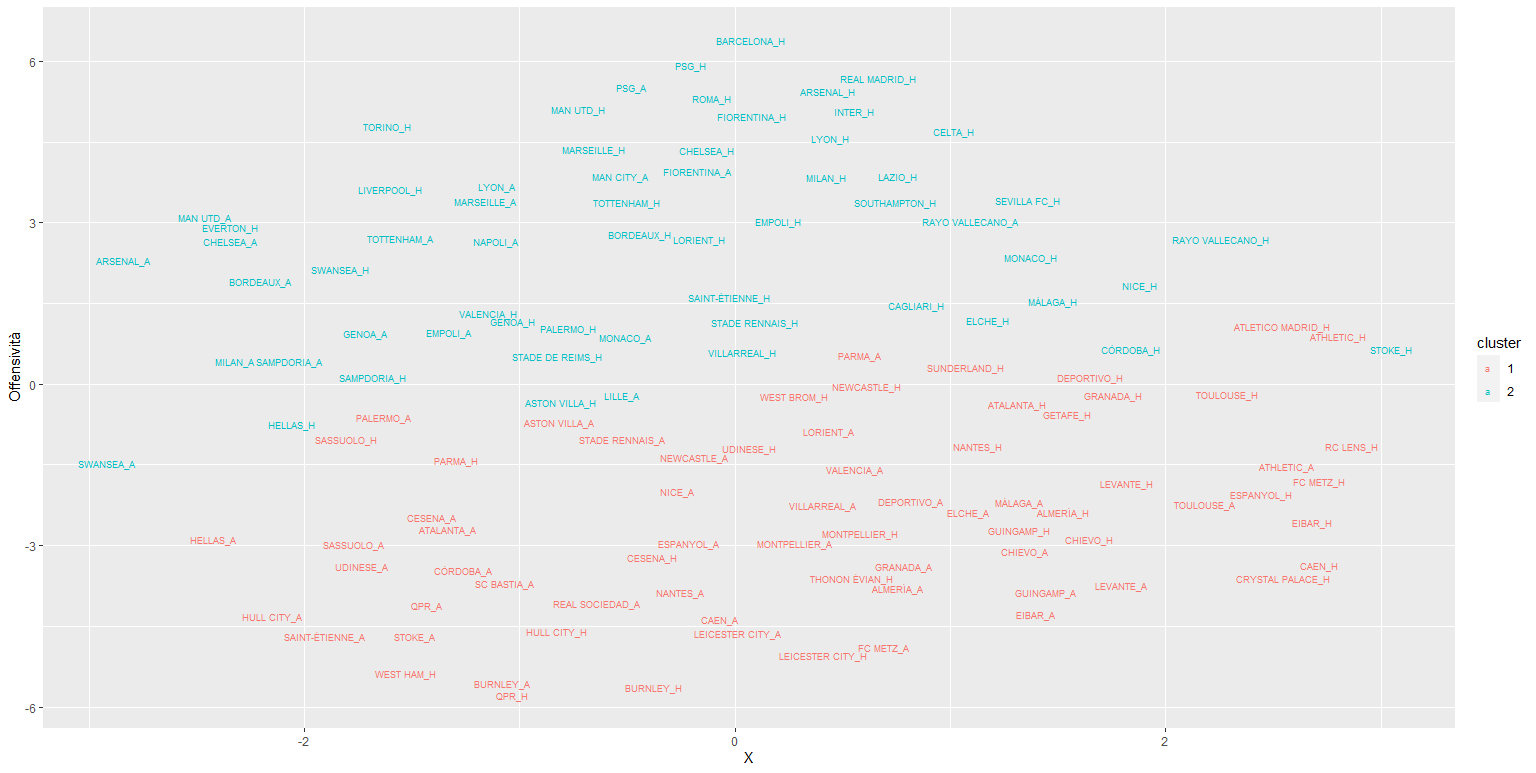 BARCELONA_H
6
PSG_H
REAL MADRID_H
PSG_A
ARSENAL_H
ROMA_H
MAN UTD_H
INTER_H
FIORENTINA_H
TORINO_H
CELTA_H
LYON_H
MARSEILLE_H
CHELSEA_H
FIORENTINA_A
MAN CITY_A
MILAN_H
LAZIO_H
LIVERPOOL_H
LYON_A
MARSEILLE_A
TOTTENHAM_H
SOUTHAMPTON_H
SEVILLA FC_H
3
MAN UTD_A
EMPOLI_H
RAYO VALLECANO_A
EVERTON_H
CHELSEA_A
TOTTENHAM_A
NAPOLI_A
BORDEAUX_H
LORIENT_H
RAYO VALLECANO_H
ARSENAL_A
MONACO_H
SWANSEA_H
BORDEAUX_A
NICE_H
SAINT-ÉTIENNE_H
CAGLIARI_H
MÁLAGA_H
VALENCIA_H
GENOA_H
STADE RENNAIS_H
ELCHE_H
PALERMO_H
ATLETICO MADRID_H
GENOA_A
EMPOLI_A
MONACO_A
ATHLETIC_H
STADE DE REIMS_H
VILLARREAL_H
PARMA_A
CÓRDOBA_H
STOKE_H
MILAN_A
SAMPDORIA_A
SUNDERLAND_H
SAMPDORIA_H
DEPORTIVO_H
0
NEWCASTLE_H
LILLE_A
WEST BROM_H
GRANADA_H
TOULOUSE_H
ASTON VILLA_H
ATALANTA_H
GETAFE_H
PALERMO_A
HELLAS_H
ASTON VILLA_A
LORIENT_A
SASSUOLO_H
STADE RENNAIS_A
UDINESE_H
NANTES_H
RC LENS_H
SWANSEA_A
PARMA_H
NEWCASTLE_A
VALENCIA_A
ATHLETIC_A
NICE_A
LEVANTE_H
FC METZ_H
ESPANYOL_H
VILLARREAL_A
DEPORTIVO_A
MÁLAGA_A
TOULOUSE_A
CESENA_A
ELCHE_A
ALMERÍA_H
EIBAR_H
ATALANTA_A
MONTPELLIER_H
GUINGAMP_H
HELLAS_A
SASSUOLO_A
ESPANYOL_A
MONTPELLIER_A
CHIEVO_H
-3
CESENA_H
CHIEVO_A
UDINESE_A
CÓRDOBA_A
GRANADA_A
CAEN_H
SC BASTIA_A
THONON ÉVIAN_H
CRYSTAL PALACE_H
NANTES_A
ALMERÍA_A
GUINGAMP_A
LEVANTE_A
QPR_A
REAL SOCIEDAD_A
HULL CITY_A
CAEN_A
EIBAR_A
SAINT-ÉTIENNE_A
STOKE_A
HULL CITY_H
LEICESTER CITY_A
FC METZ_A
LEICESTER CITY_H
WEST HAM_H
BURNLEY_A
BURNLEY_H
QPR_H
-6
-2
0
2
X
Offensività
cluster
a 1
a 2